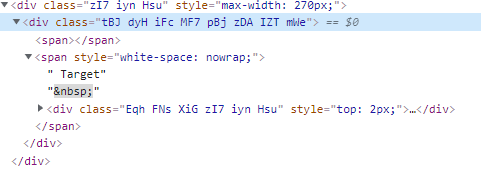 <div class="zI7 iyn Hsu" style="max-width: 270px;">
▼<div class="tBJ dyH iFc MF7 pBj zDA IZT mWe"> == $0
<span></span>
▼<span style="white-space: nowrap;">
" Target"
"&nbsp;"
▶<div class="Eqh FNs XiG zI7 iyn Hsu" style="top: 2px;">…</div>
</span>
</div>
</div>